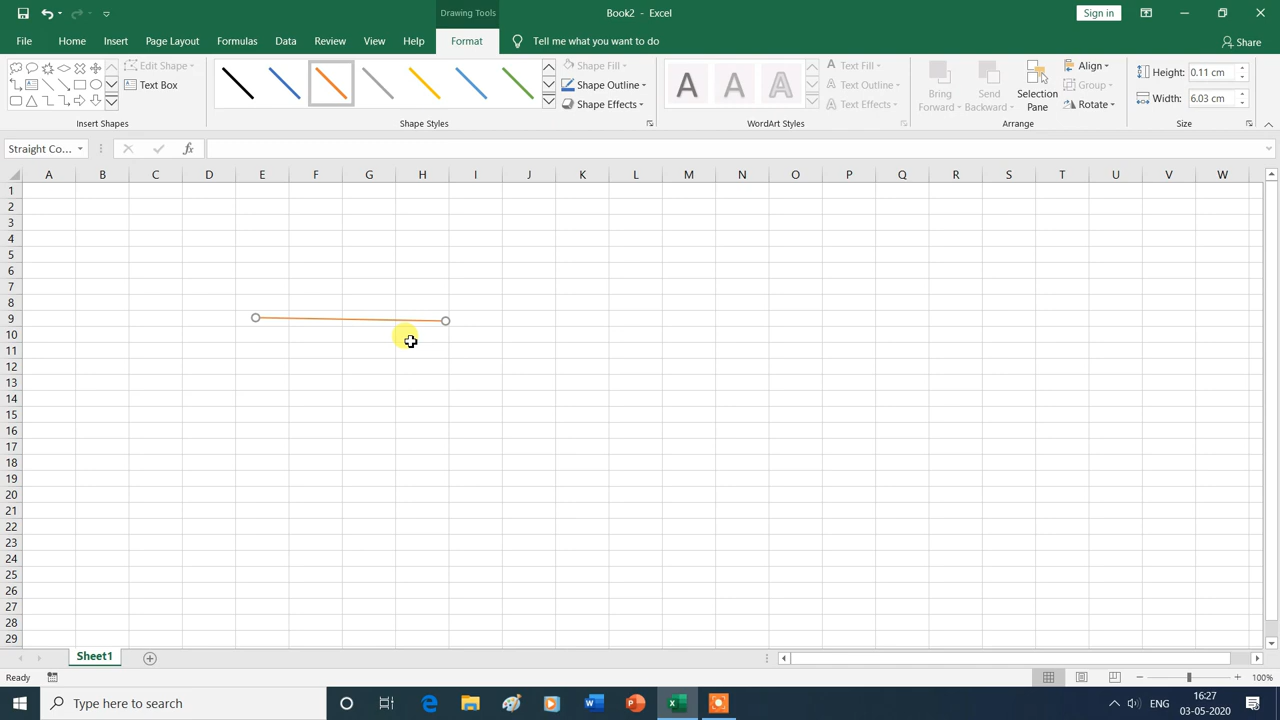 Drawing Tools
Book2 - Excel
Sign in
File
Home
Insert
Page Layout
Formulas
Data
Review
View
Help
Format
Tell me what you want to do
Share
Edit Shape
Text Box
Insert Shapes
Shape Fill
Shape Outline
Shape Effects
Shape Styles
A A A
Text Fill
Text Outline
Text Effects
WordArt Styles
Bring Forward
Send Backward
Selection Pane
Align
Group
Rotate
Arrange
Height: 0.11 cm
Width: 6.03 cm
Size
Straight Co...
fx
A B C D E F G H I J K L M N O P Q R S T U V W
1
2
3
4
5
6
7
8
9
10
11
12
13
14
15
16
17
18
19
20
21
22
23
24
25
26
27
28
29
Sheet1
Ready
100%
Type here to search
ENG
16:27
03-05-2020